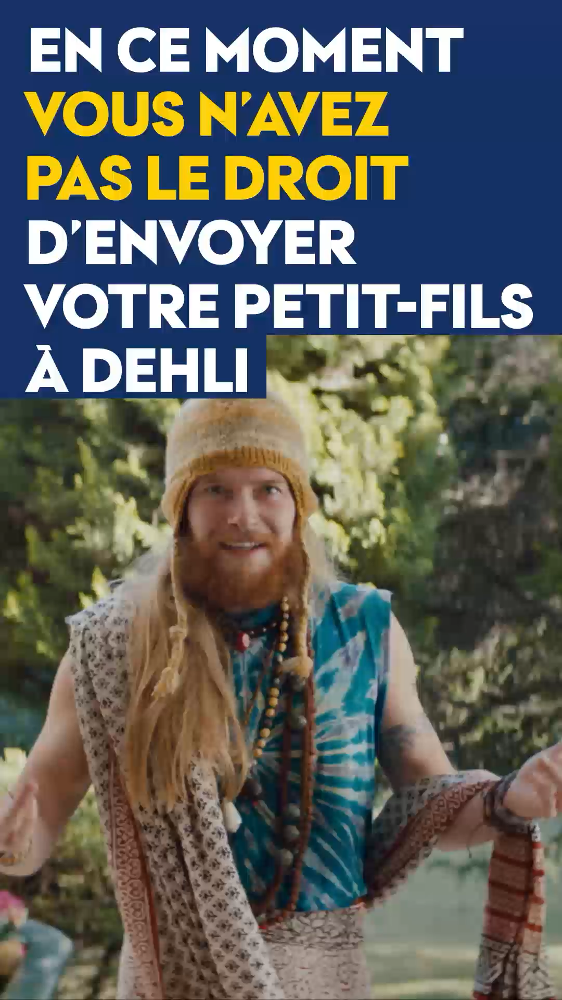 EN CE MOMENT
VOUS N’AVEZ
PAS LE DROIT
D’ENVOYER
VOTRE PETIT-FILS
À DEHLI